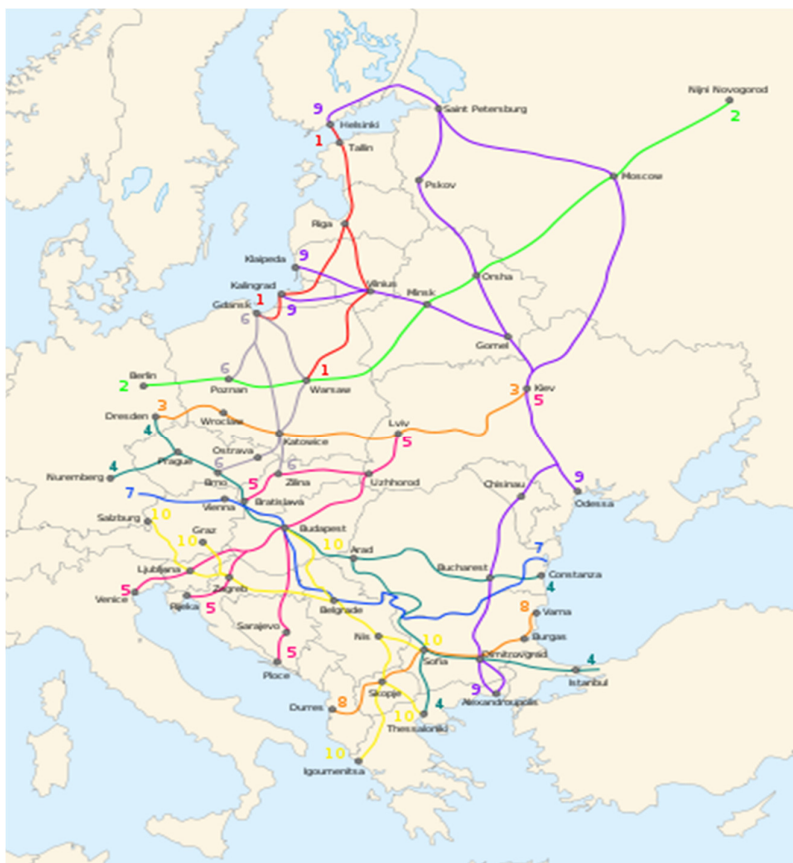 Nijni Novogorod
2
9
Saint Petersburg
Helsinki
1
Tallin
Moscow
Pskov
Riga
Klaipeda
9
Orsha
Kalingrad
Vilnius
Minsk
1
Gdansk
9
6
Gomel
Berlin
6
1
2
Poznan
Warsaw
3
Kiev
5
Dresden
3
4
Wroclaw
Lviv
Katowice
5
Ostrava
Prague
6
6
4
Nuremberg
Brno
5
Zilina
Uzhhorod
Chisinau
9
7
Vienna
Bratislava
Odessa
Salzburg
10
Graz
Budapest
10
10
Arad
7
Ljubljana
Bucharest
Constanza
4
5
Zagreb
Venice
Rijeka
5
Belgrade
8
Varna
Sarajevo
Nis
10
Burgas
5
Sofia
Dimitrovgrad
4
Ploce
Istanbul
Skopje
9
Alexandroupolis
Durres
8
10
4
Thessaloniki
10
Igoumenitsa